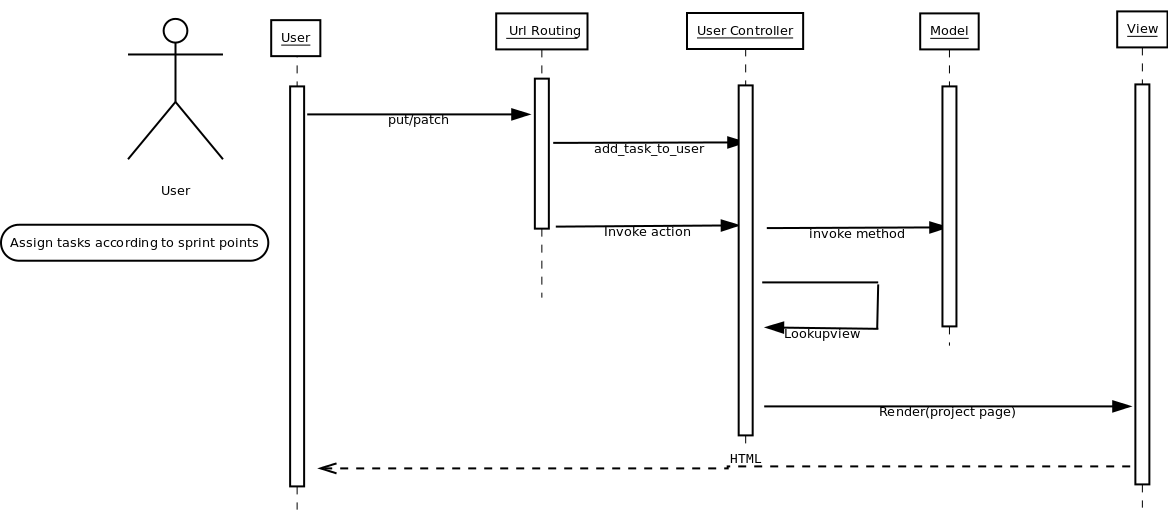 User
Url Routing
User Controller
Model
View
put/patch
add_task_to_user
User
Invoke action
invoke method
Assign tasks according to sprint points
Lookupview
Render(project page)
HTML